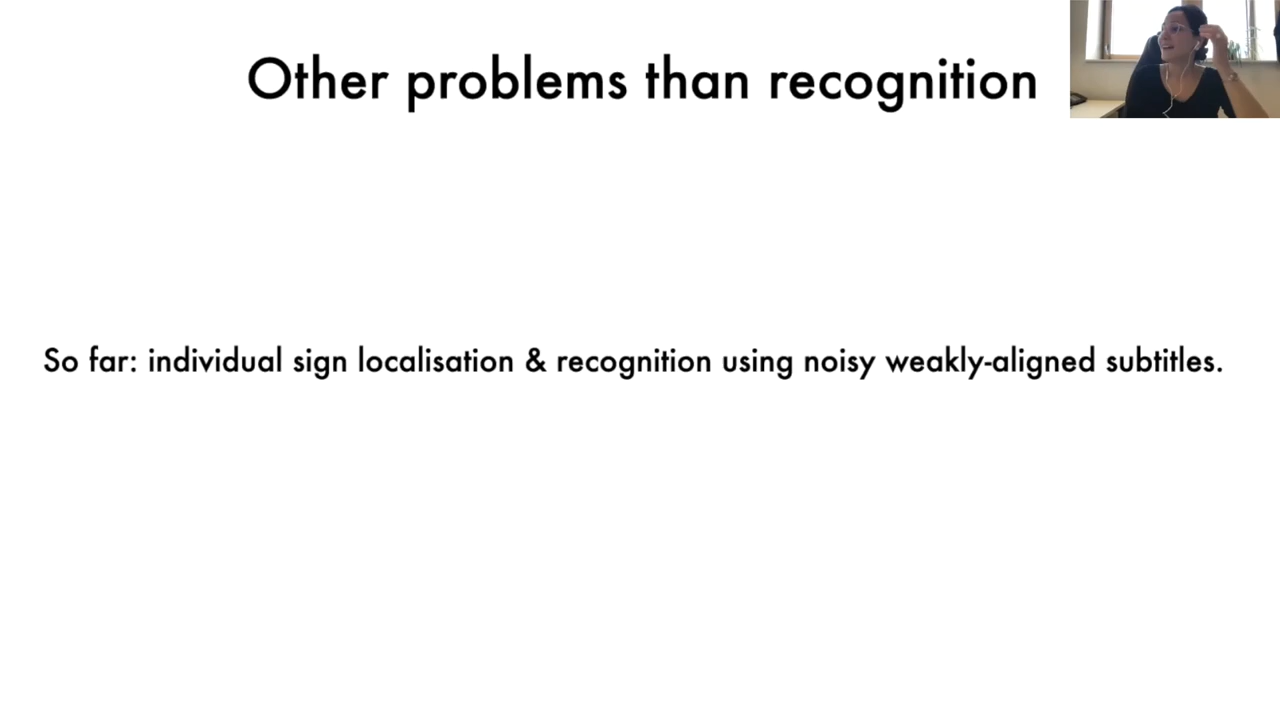 Other problems than recognition
So far: individual sign localisation & recognition using noisy weakly-aligned subtitles.